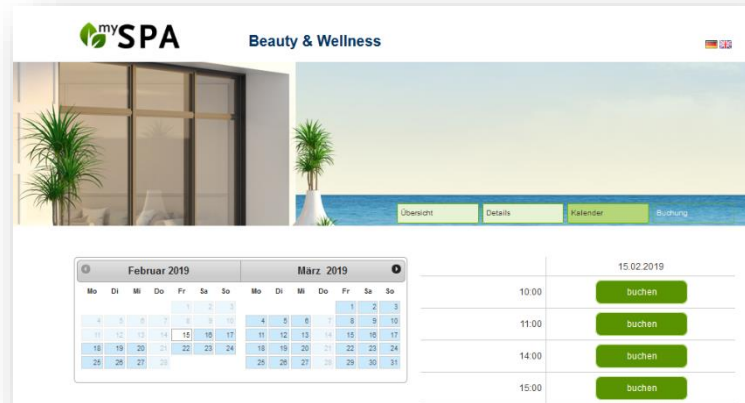 mySPA
Beauty & Wellness
Übersicht Details Kalender Buchung
Februar 2019 März 2019
Mo Di Mi Do Fr Sa So Mo Di Mi Do Fr Sa So
1 2 3 1 2 3
4 5 6 7 8 9 10 4 5 6 7 8 9 10
11 12 13 14 15 16 17 11 12 13 14 15 16 17
18 19 20 21 22 23 24 18 19 20 21 22 23 24
25 26 27 28 25 26 27 28 29 30 31
15.02.2019
10:00 buchen
11:00 buchen
14:00 buchen
15:00 buchen